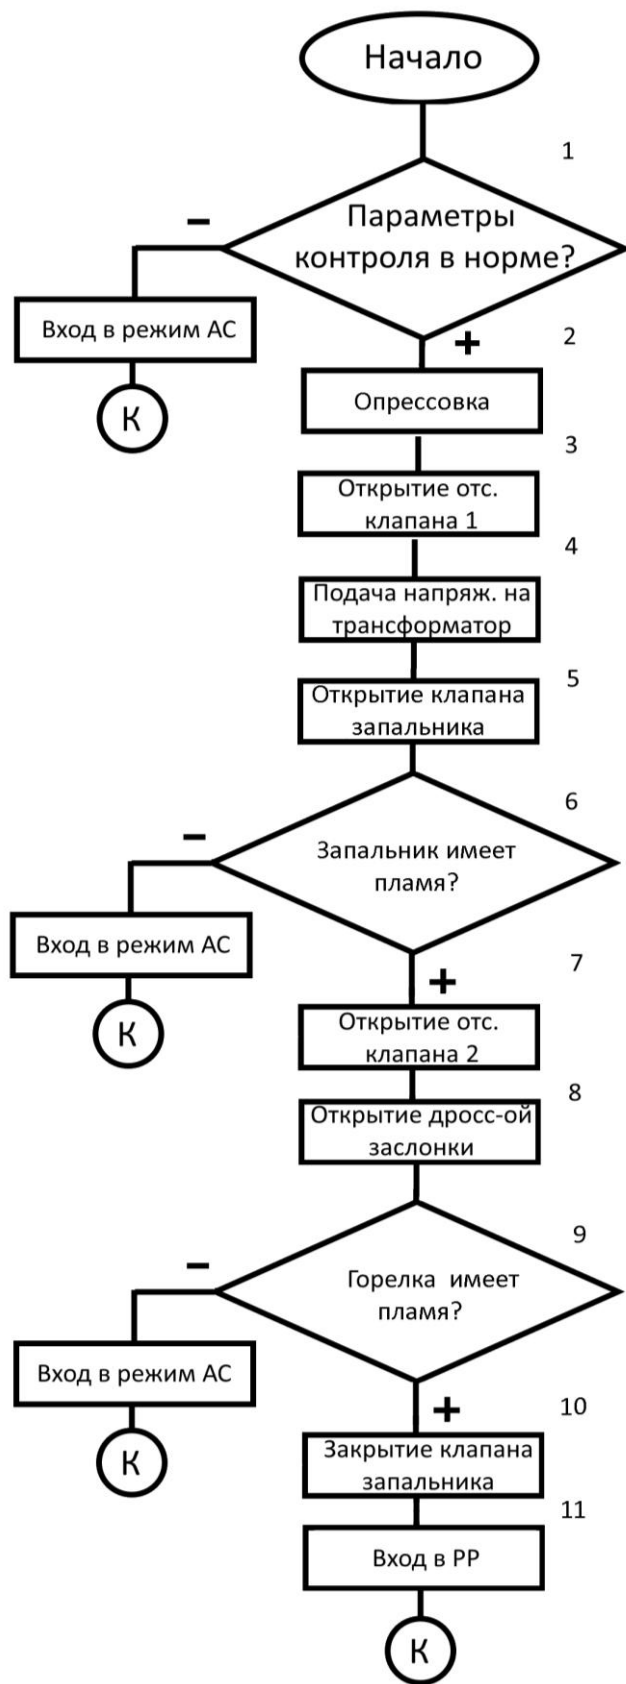 Начало
1
Параметры
контроля в норме?
–
Вход в режим АС
К
+
2
Опрессовка
3
Открытие отс.
клапана 1
4
Подача напряж. на
трансформатор
5
Открытие клапана
запальника
6
Запальник имеет
пламя?
–
Вход в режим АС
К
+
7
Открытие отс.
клапана 2
8
Открытие дросс-ой
заслонки
9
Горелка имеет
пламя?
–
Вход в режим АС
К
+
10
Закрытие клапана
запальника
11
Вход в РР
К